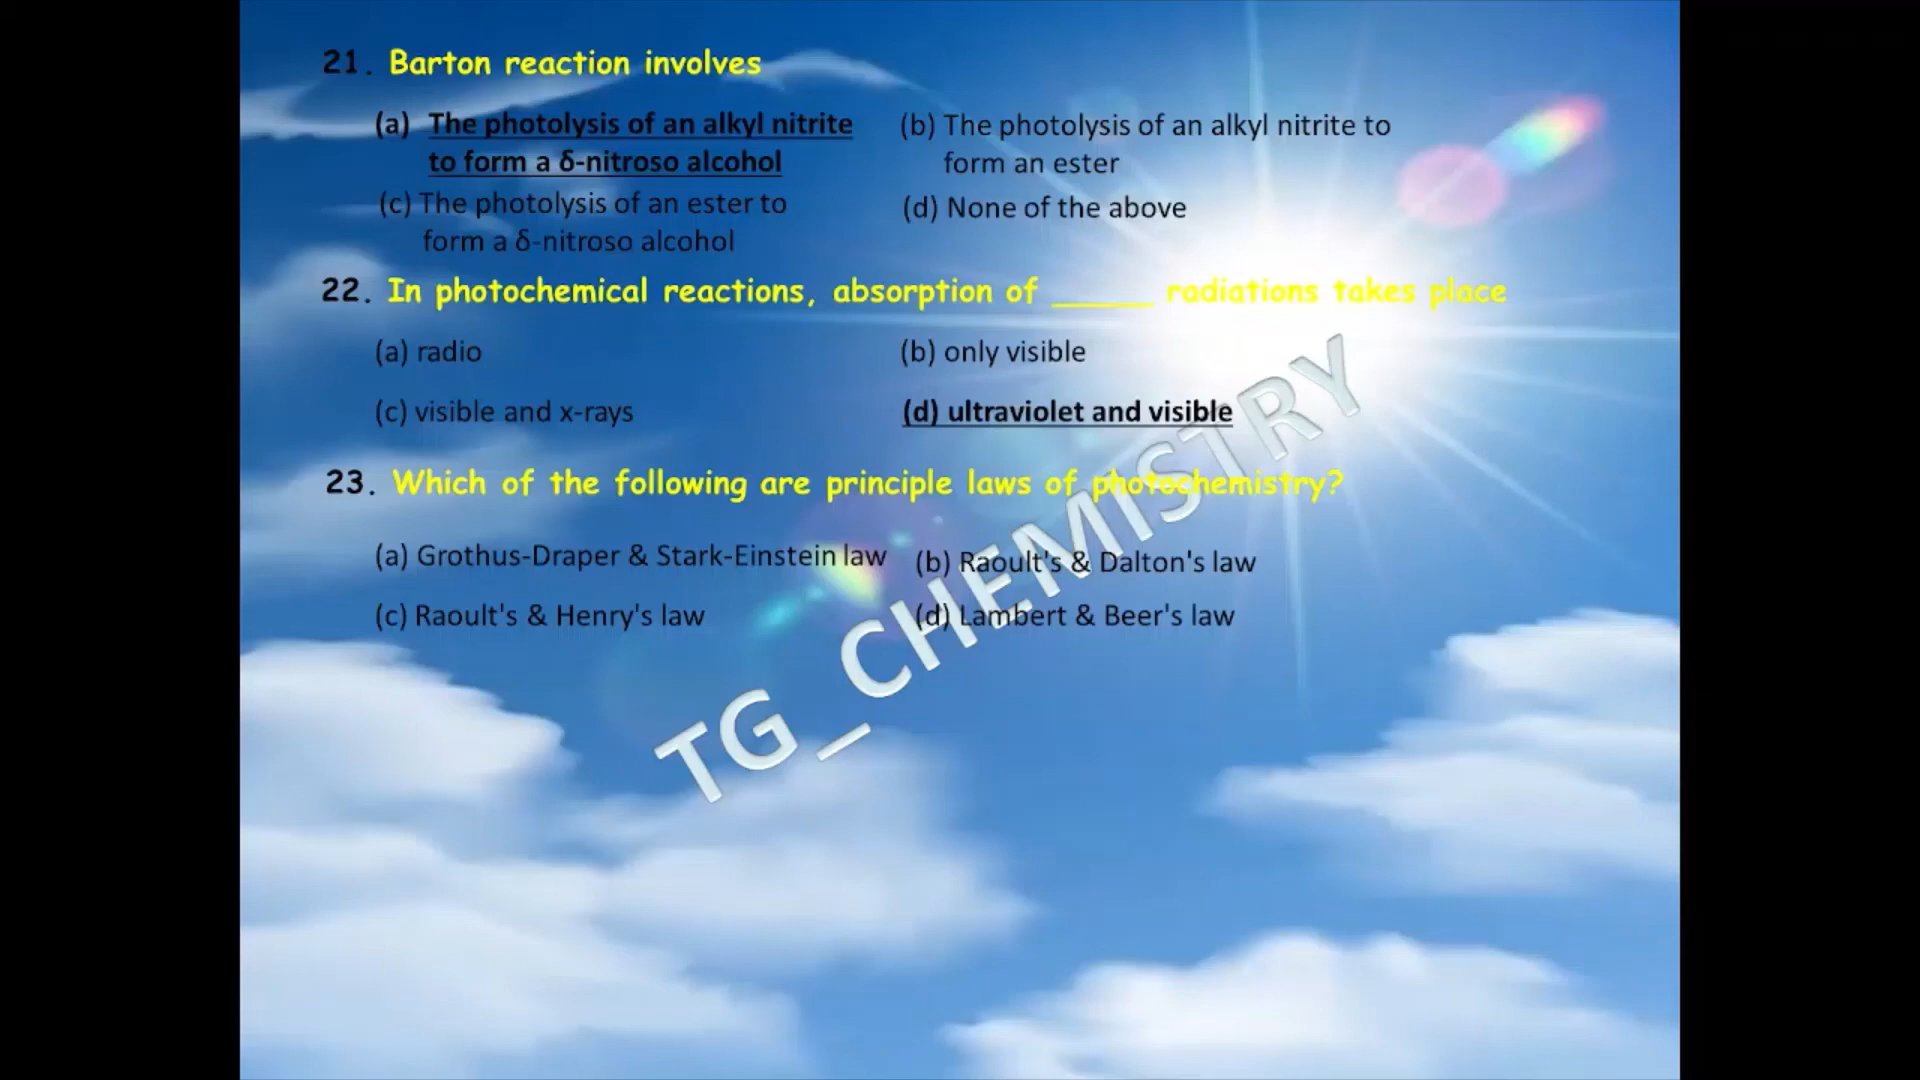 21. Barton reaction involves
(a) The photolysis of an alkyl nitrite
to form a δ-nitroso alcohol
(b) The photolysis of an alkyl nitrite to
form an ester
(c) The photolysis of an ester to
form a δ-nitroso alcohol
(d) None of the above
22. In photochemical reactions, absorption of ______ radiations takes place
(a) radio
(b) only visible
(c) visible and x-rays
(d) ultraviolet and visible
23. Which of the following are principle laws of photochemistry?
(a) Grothus-Draper & Stark-Einstein law
(b) Raoult's & Dalton's law
(c) Raoult's & Henry's law
(d) Lambert & Beer's law
TG_CHEMISTRY